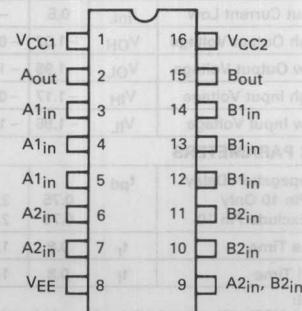 VCC1 1 16 VCC2
Aout 2 15 Bout
A1in 3 14 B1in
A1in 4 13 B1in
A1in 5 12 B1in
A2in 6 11 B2in
A2in 7 10 B2in
VEE 8 9 A2in, B2in